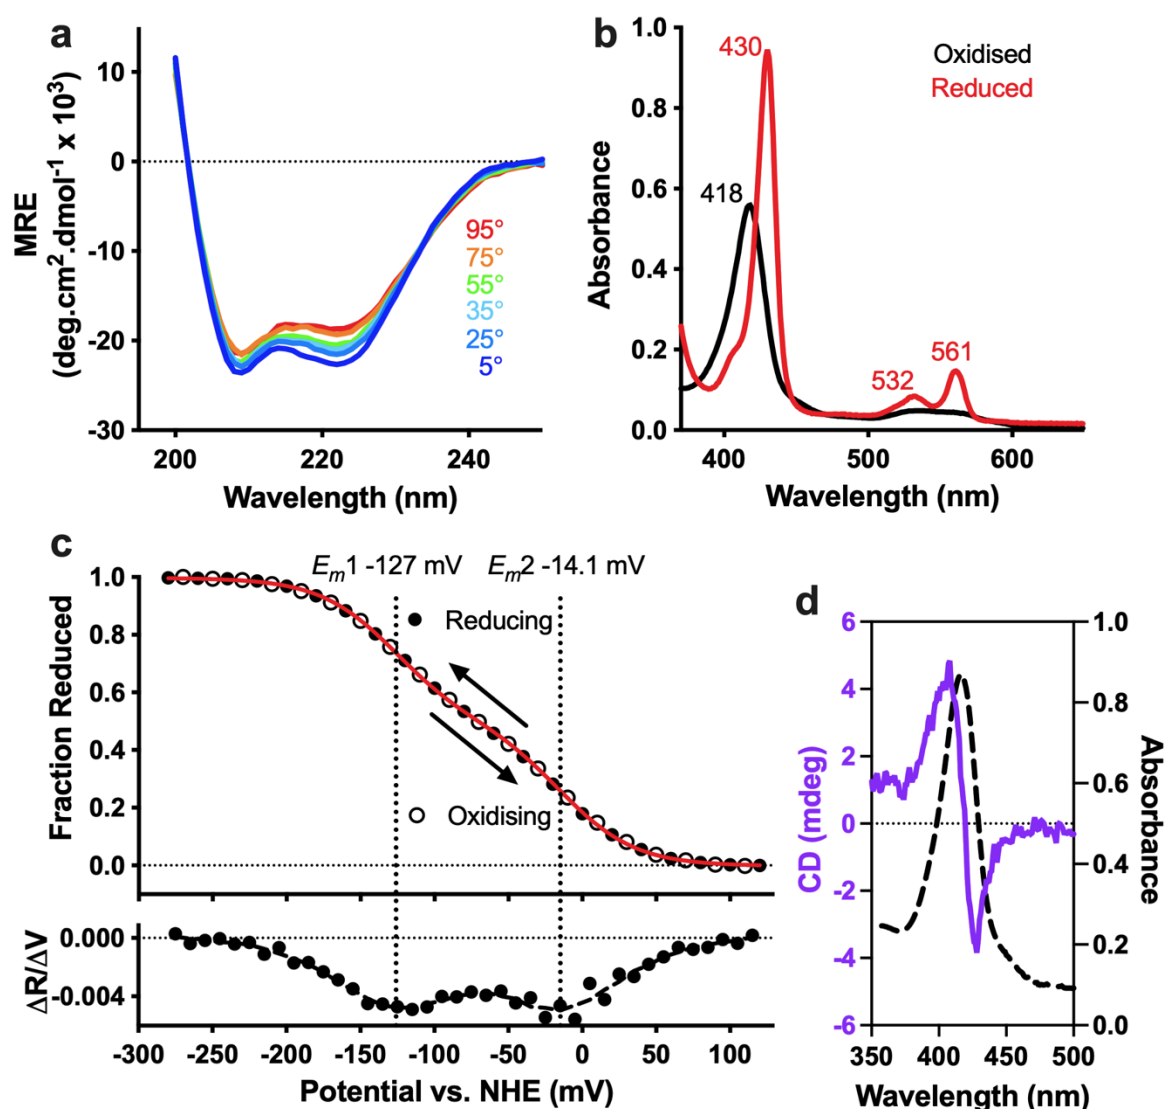 a
10
0
-10
-20
-30
MRE
(deg.cm².dmol⁻¹ x 10³)
95°
75°
55°
35°
25°
5°
200
220
240
Wavelength (nm)
b
1.0
0.8
0.6
0.4
0.2
0.0
Absorbance
430
418
532
561
Oxidised
Reduced
400
500
600
Wavelength (nm)
c
Eₘ1 -127 mV
Eₘ2 -14.1 mV
1.0
0.8
0.6
0.4
0.2
0.0
Fraction Reduced
Reducing
Oxidising
0.000
-0.004
ΔR/ΔV
-300
-250
-200
-150
-100
-50
0
50
100
Potential vs. NHE (mV)
d
6
4
2
0
-2
-4
-6
CD (mdeg)
1.0
0.8
0.6
0.4
0.2
0.0
Absorbance
350
400
450
500
Wavelength (nm)